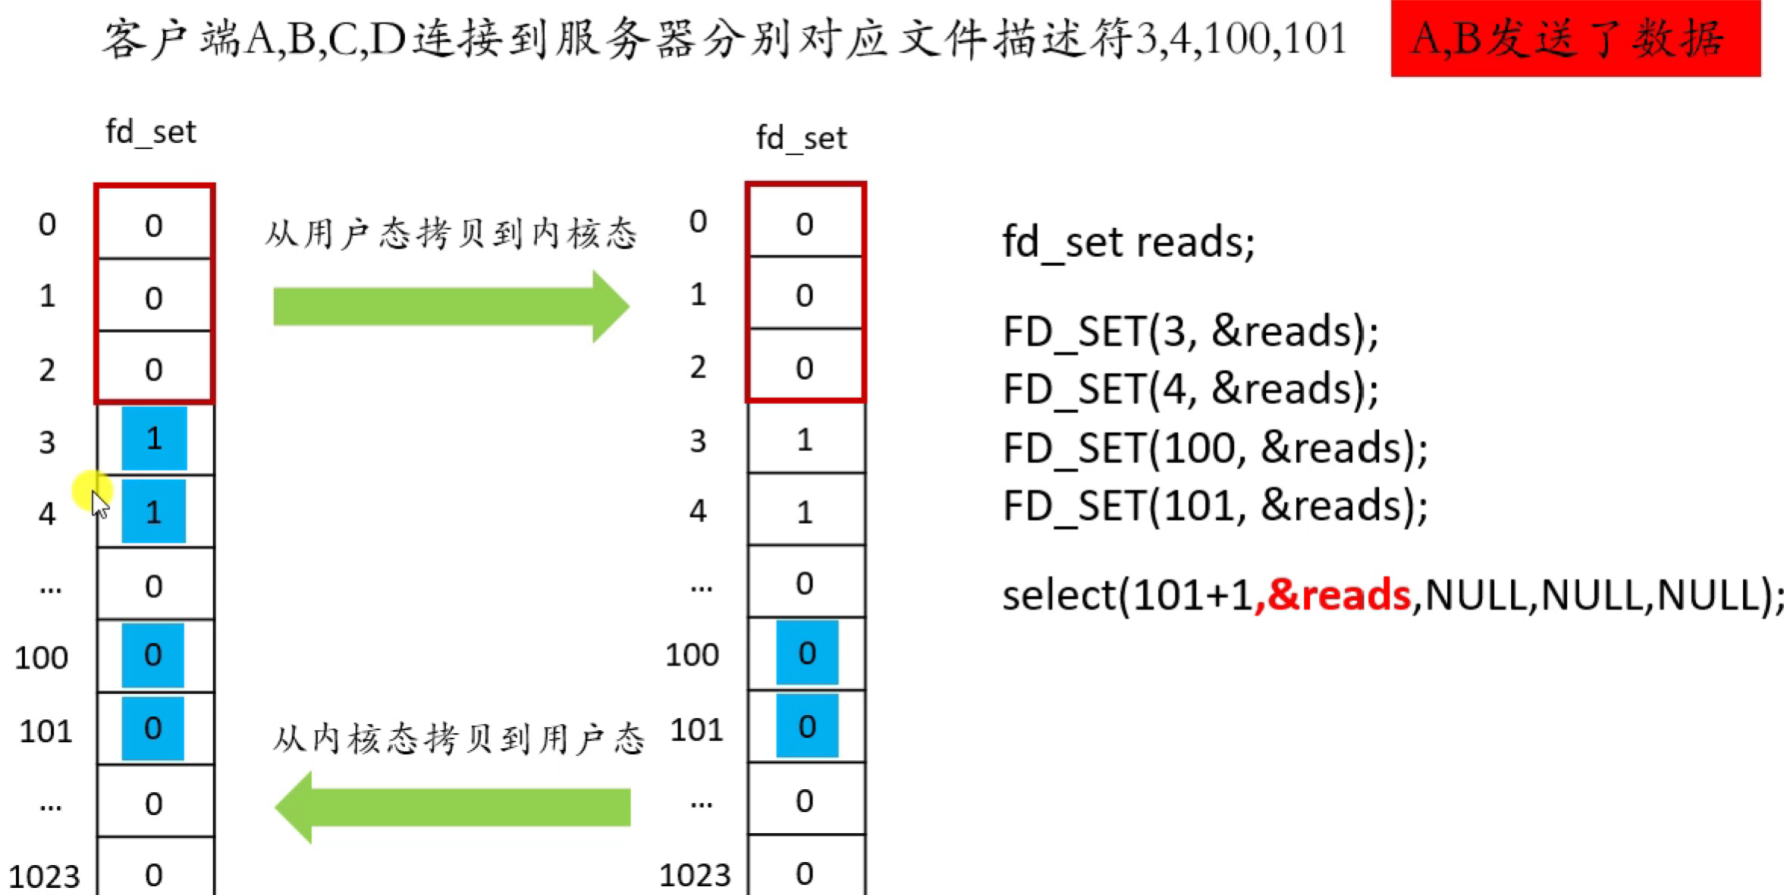 客户端A,B,C,D连接到服务器分别对应文件描述符3,4,100,101
A,B发送了数据
fd_set
0 0
1 0
2 0
3 1
4 1
... 0
100 0
101 0
... 0
1023 0
从用户态拷贝到内核态
从内核态拷贝到用户态
fd_set
0 0
1 0
2 0
3 1
4 1
... 0
100 0
101 0
... 0
1023 0
fd_set reads;
FD_SET(3, &reads);
FD_SET(4, &reads);
FD_SET(100, &reads);
FD_SET(101, &reads);
select(101+1,&reads,NULL,NULL,NULL);